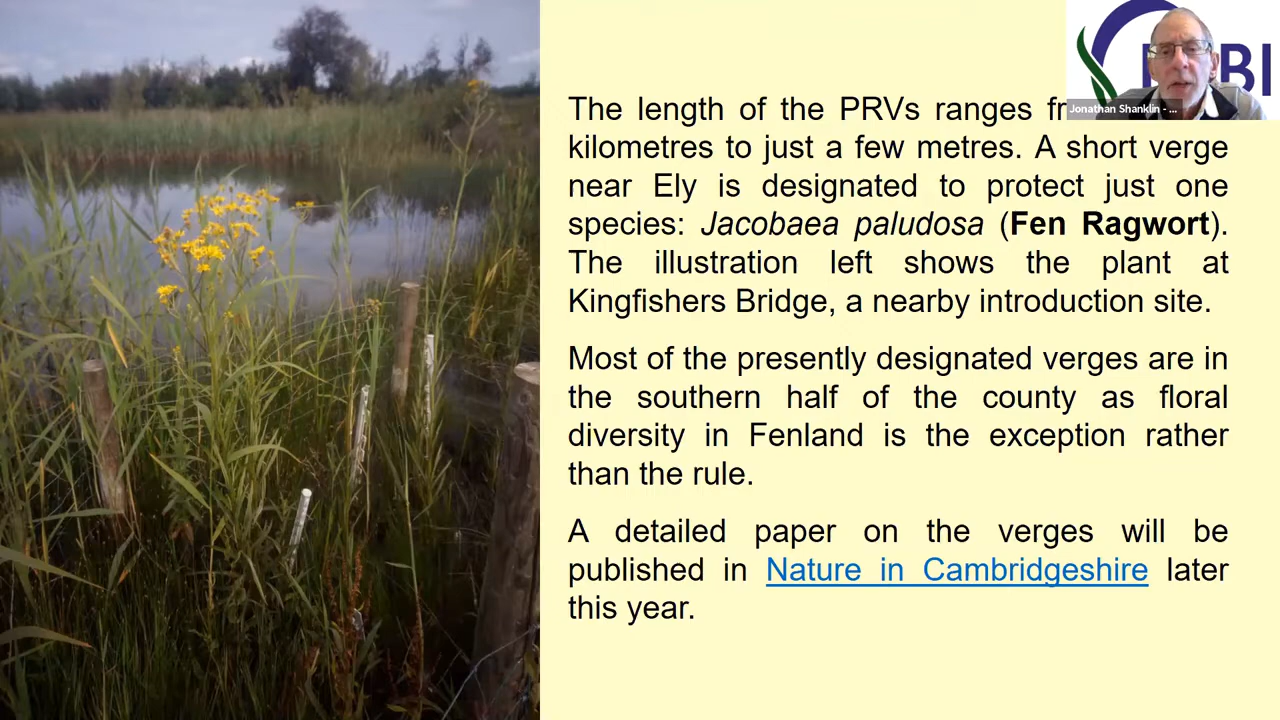 BI
Jonathan Shanklin - ...
The length of the PRVs ranges
kilometres to just a few metres. A short verge
near Ely is designated to protect just one
species: Jacobaea paludosa (Fen Ragwort).
The illustration left shows the plant at
Kingfishers Bridge, a nearby introduction site.
Most of the presently designated verges are in
the southern half of the county as floral
diversity in Fenland is the exception rather
than the rule.
A detailed paper on the verges will be
published in Nature in Cambridgeshire later
this year.